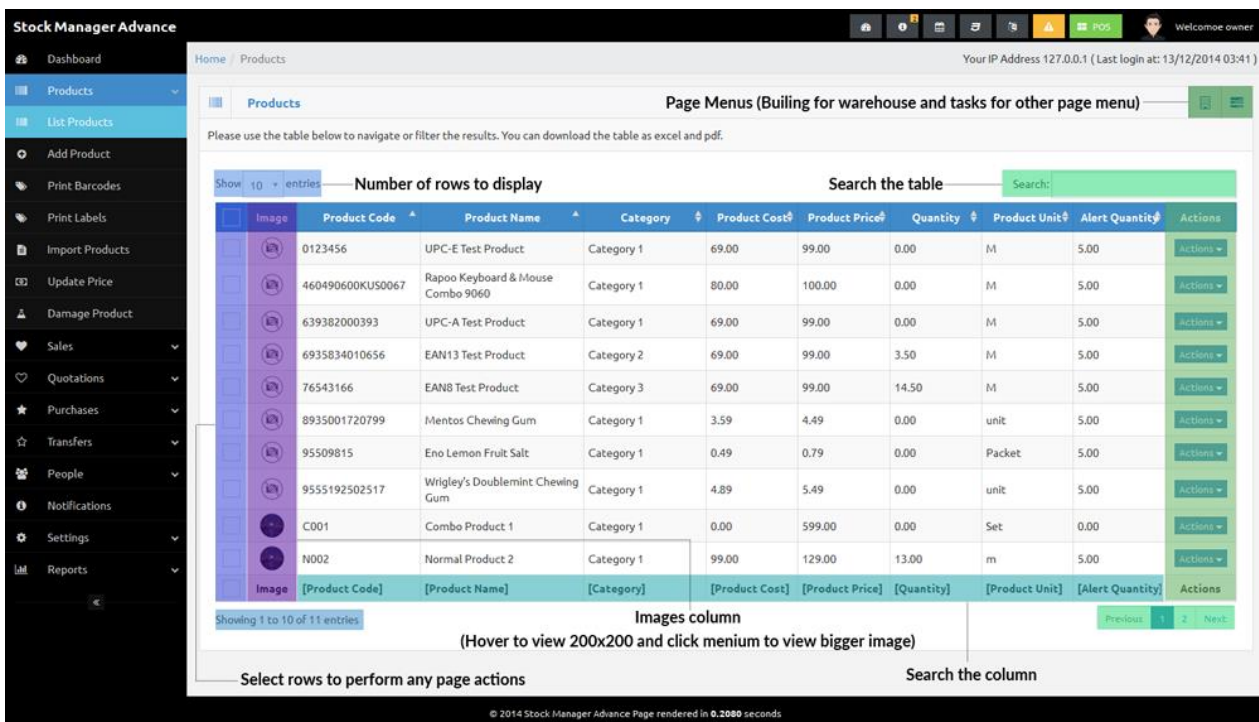 Stock Manager Advance
2
POS
Welcomoe owner
Dashboard
Products
List Products
Add Product
Print Barcodes
Print Labels
Import Products
Update Price
Damage Product
Sales
Quotations
Purchases
Transfers
People
Notifications
Settings
Reports
Home / Products
Your IP Address 127.0.0.1 ( Last login at: 13/12/2014 03:41 )
Products
Page Menus (Builing for warehouse and tasks for other page menu)
Please use the table below to navigate or filter the results. You can download the table as excel and pdf.
Show 10 entries
Number of rows to display
Search the table
Search:
Image Product Code Product Name Category Product Cost Product Price Quantity Product Unit Alert Quantity Actions
0123456 UPC-E Test Product Category 1 69.00 99.00 0.00 M 5.00 Actions
460490600KUS0067 Rapoo Keyboard & Mouse Combo 9060 Category 1 80.00 100.00 0.00 M 5.00 Actions
639382000393 UPC-A Test Product Category 1 69.00 99.00 0.00 M 5.00 Actions
6935834010656 EAN13 Test Product Category 2 69.00 99.00 3.50 M 5.00 Actions
76543166 EAN8 Test Product Category 3 69.00 99.00 14.50 M 5.00 Actions
8935001720799 Mentos Chewing Gum Category 1 3.59 4.49 0.00 unit 5.00 Actions
95509815 Eno Lemon Fruit Salt Category 1 0.49 0.79 0.00 Packet 5.00 Actions
9555192502517 Wrigley's Doublemint Chewing Gum Category 1 4.89 5.49 0.00 unit 5.00 Actions
C001 Combo Product 1 Category 1 0.00 599.00 0.00 Set 0.00 Actions
N002 Normal Product 2 Category 1 99.00 129.00 13.00 m 5.00 Actions
Image [Product Code] [Product Name] [Category] [Product Cost] [Product Price] [Quantity] [Product Unit] [Alert Quantity] Actions
Showing 1 to 10 of 11 entries
Images column
Previous 1 2 Next
(Hover to view 200x200 and click menium to view bigger image)
Select rows to perform any page actions
Search the column
© 2014 Stock Manager Advance Page rendered in 0.2080 seconds